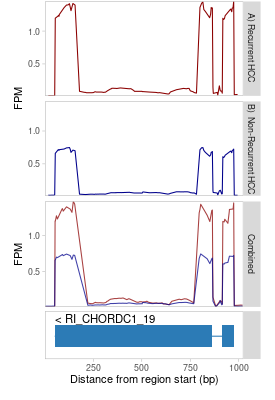 1.0
0.5
FPM
A) Recurrent HCC
1.0
0.5
B) Non-Recurrent HCC
1.0
0.5
FPM
Combined
< RI_CHORDC1_19
250
500
750
1000
Distance from region start (bp)